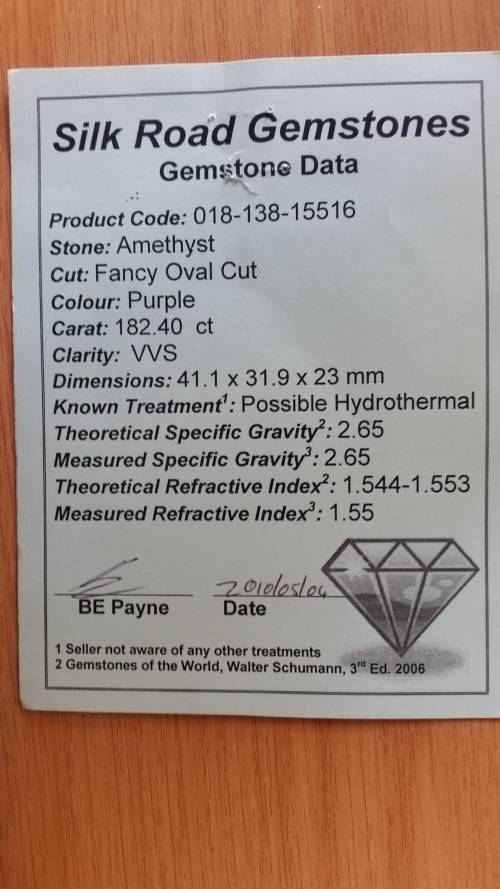 Silk Road Gemstones
Gemstone Data
Product Code: 018-138-15516
Stone: Amethyst
Cut: Fancy Oval Cut
Colour: Purple
Carat: 182.40 ct
Clarity: VVS
Dimensions: 41.1 x 31.9 x 23 mm
Known Treatment¹: Possible Hydrothermal
Theoretical Specific Gravity²: 2.65
Measured Specific Gravity³: 2.65
Theoretical Refractive Index²: 1.544-1.553
Measured Refractive Index³: 1.55
2010/05/04
BE Payne Date
1 Seller not aware of any other treatments
2 Gemstones of the World, Walter Schumann, 3rd Ed. 2006